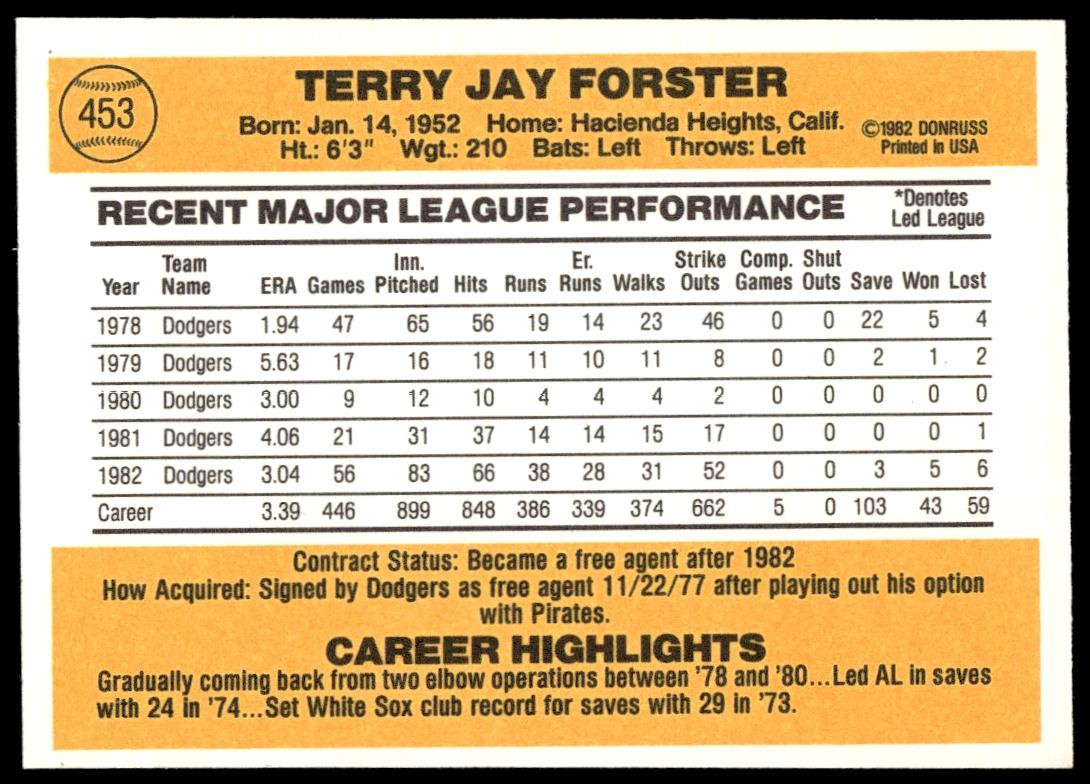 453
TERRY JAY FORSTER
Born: Jan. 14, 1952 Home: Hacienda Heights, Calif.
Ht.: 6'3" Wgt.: 210 Bats: Left Throws: Left
©1982 DONRUSS
Printed in USA
RECENT MAJOR LEAGUE PERFORMANCE
*Denotes
Led League
Year Team Name ERA Games Inn. Pitched Hits Runs Er. Runs Walks Strike Outs Comp. Games Shut Outs Save Won Lost
1978 Dodgers 1.94 47 65 56 19 14 23 46 0 0 22 5 4
1979 Dodgers 5.63 17 16 18 11 10 11 8 0 0 2 1 2
1980 Dodgers 3.00 9 12 10 4 4 4 2 0 0 0 0 0
1981 Dodgers 4.06 21 31 37 14 14 15 17 0 0 0 0 1
1982 Dodgers 3.04 56 83 66 38 28 31 52 0 0 3 5 6
Career 3.39 446 899 848 386 339 374 662 5 0 103 43 59
Contract Status: Became a free agent after 1982
How Acquired: Signed by Dodgers as free agent 11/22/77 after playing out his option
with Pirates.
CAREER HIGHLIGHTS
Gradually coming back from two elbow operations between '78 and '80...Led AL in saves
with 24 in '74...Set White Sox club record for saves with 29 in '73.